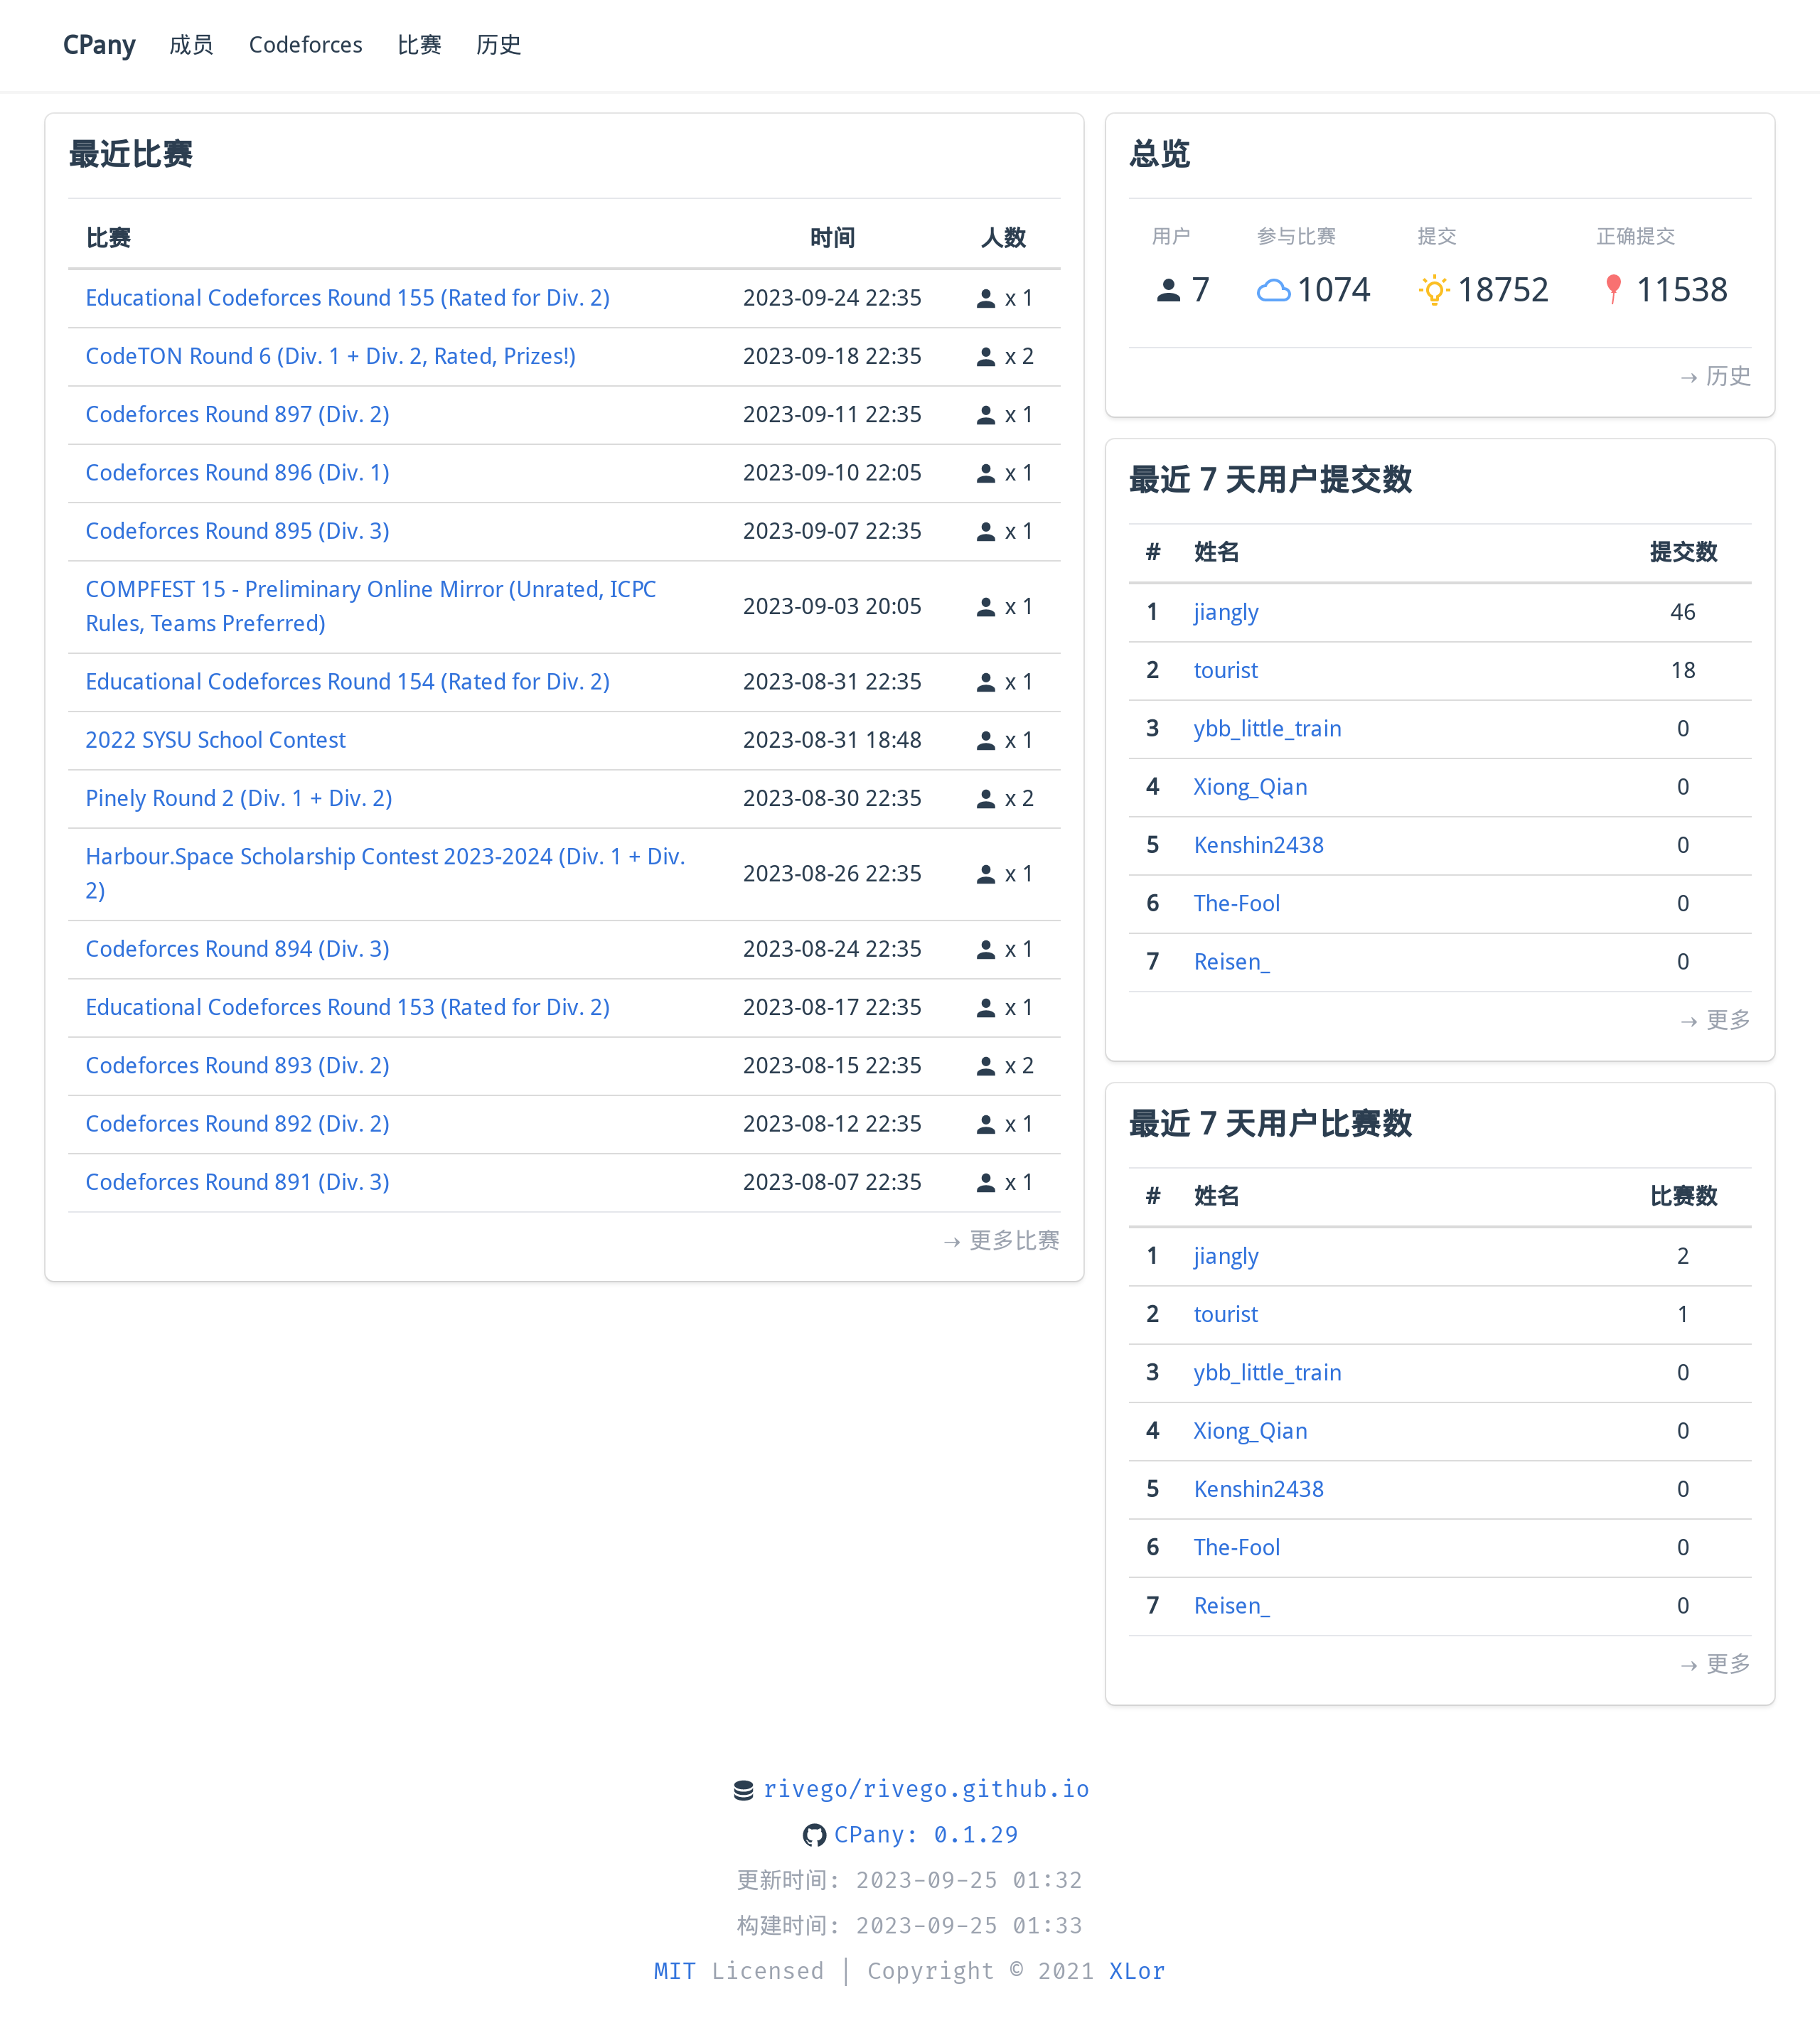 CPany 成员 Codeforces 比赛 历史
最近比赛
比赛 时间 人数
Educational Codeforces Round 155 (Rated for Div. 2) 2023-09-24 22:35 x 1
CodeTON Round 6 (Div. 1 + Div. 2, Rated, Prizes!) 2023-09-18 22:35 x 2
Codeforces Round 897 (Div. 2) 2023-09-11 22:35 x 1
Codeforces Round 896 (Div. 1) 2023-09-10 22:05 x 1
Codeforces Round 895 (Div. 3) 2023-09-07 22:35 x 1
COMPFEST 15 - Preliminary Online Mirror (Unrated, ICPC
Rules, Teams Preferred) 2023-09-03 20:05 x 1
Educational Codeforces Round 154 (Rated for Div. 2) 2023-08-31 22:35 x 1
2022 SYSU School Contest 2023-08-31 18:48 x 1
Pinely Round 2 (Div. 1 + Div. 2) 2023-08-30 22:35 x 2
Harbour.Space Scholarship Contest 2023-2024 (Div. 1 + Div.
2) 2023-08-26 22:35 x 1
Codeforces Round 894 (Div. 3) 2023-08-24 22:35 x 1
Educational Codeforces Round 153 (Rated for Div. 2) 2023-08-17 22:35 x 1
Codeforces Round 893 (Div. 2) 2023-08-15 22:35 x 2
Codeforces Round 892 (Div. 2) 2023-08-12 22:35 x 1
Codeforces Round 891 (Div. 3) 2023-08-07 22:35 x 1
→ 更多比赛
总览
用户 参与比赛 提交 正确提交
7 1074 18752 11538
→ 历史
最近 7 天用户提交数
# 姓名 提交数
1 jiangly 46
2 tourist 18
3 ybb_little_train 0
4 Xiong_Qian 0
5 Kenshin2438 0
6 The-Fool 0
7 Reisen_ 0
→ 更多
最近 7 天用户比赛数
# 姓名 比赛数
1 jiangly 2
2 tourist 1
3 ybb_little_train 0
4 Xiong_Qian 0
5 Kenshin2438 0
6 The-Fool 0
7 Reisen_ 0
→ 更多
rivego/rivego.github.io
CPany: 0.1.29
更新时间: 2023-09-25 01:32
构建时间: 2023-09-25 01:33
MIT Licensed | Copyright © 2021 XLor